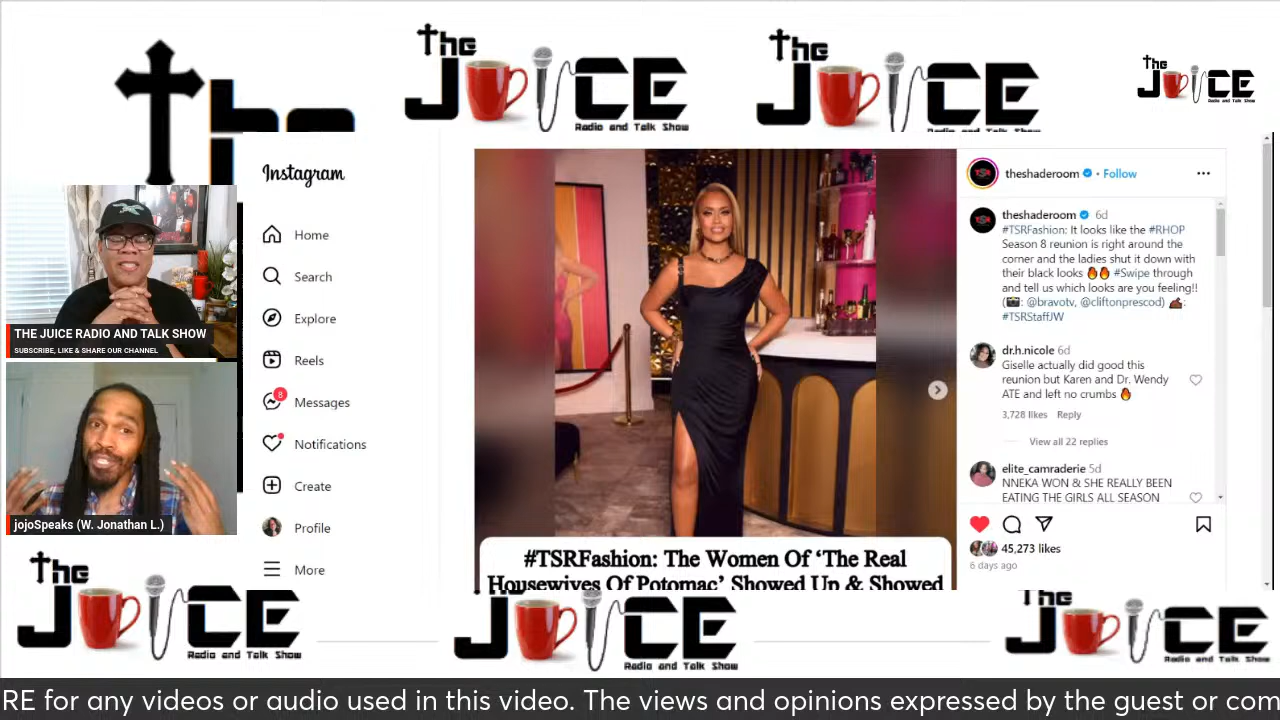 The
JUICE
Radio and Talk Show
The
JUICE
Radio and Talk Show
The
JUICE
Radio and Talk Show
The
Instagram
Home
Search
Explore
Reels
8
Messages
Notifications
Create
Profile
More
THE JUICE RADIO AND TALK SHOW
SUBSCRIBE, LIKE & SHARE OUR CHANNEL
jojoSpeaks (W. Jonathan L.)
#TSRFashion: The Women Of ‘The Real
Housewives Of Potomac’ Showed Up & Showed
TSR
theshaderoom • Follow
TSR
theshaderoom 6d
#TSRFashion: It looks like the #RHOP
Season 8 reunion is right around the
corner and the ladies shut it down with
their black looks 🔥🔥 #Swipe through
and tell us which looks are you feeling!!
(📸: @bravotv, @cliftonprescod) ✍🏿:
#TSRStaffJW
dr.h.nicole 6d
Giselle actually did good this
reunion but Karen and Dr. Wendy
ATE and left no crumbs 🔥
3,728 likes Reply
View all 22 replies
elite_camraderie 5d
NNEKA WON & SHE REALLY BEEN
EATING THE GIRLS ALL SEASON
45,273 likes
6 days ago
The
JUICE
Radio and Talk Show
JUICE
Radio and Talk Show
The
JUICE
Radio and Talk Show
RE for any videos or audio used in this video. The views and opinions expressed by the guest or com